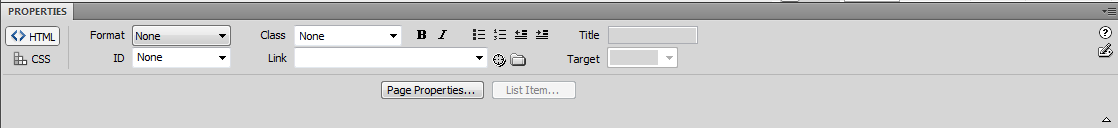 PROPERTIES
HTML Format None Class None B I Title
CSS ID None Link Target
Page Properties... List Item...